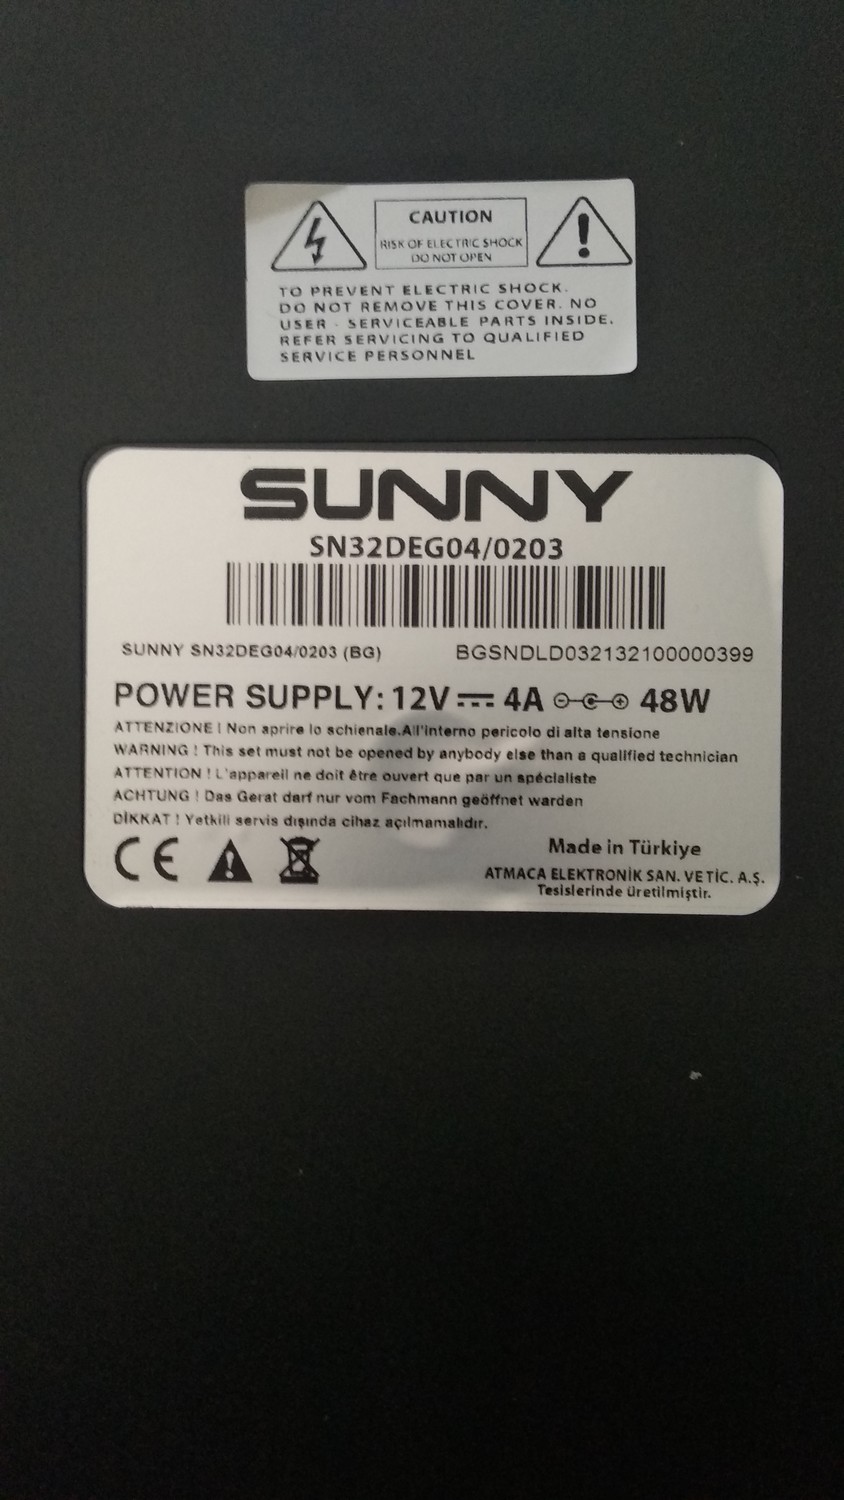 CAUTION
RISK OF ELECTRIC SHOCK
DO NOT OPEN
TO PREVENT ELECTRIC SHOCK.
DO NOT REMOVE THIS COVER. NO
USER - SERVICEABLE PARTS INSIDE.
REFER SERVICING TO QUALIFIED
SERVICE PERSONNEL
SUNNY
SN32DEG04/0203
SUNNY SN32DEG04/0203 (BG) BGSNDLD032132100000399
POWER SUPPLY: 12V ⎓ 4A 48W
ATTENZIONE ! Non aprire lo schienale.All'interno pericolo di alta tensione
WARNING ! This set must not be opened by anybody else than a qualified technician
ATTENTION ! L'appareil ne doit être ouvert que par un spécialiste
ACHTUNG ! Das Gerat darf nur vom Fachmann geöffnet warden
DİKKAT ! Yetkili servis dışında cihaz açılmamalıdır.
CE
Made in Türkiye
ATMACA ELEKTRONİK SAN. VE TİC. A.Ş.
Tesislerinde üretilmiştir.